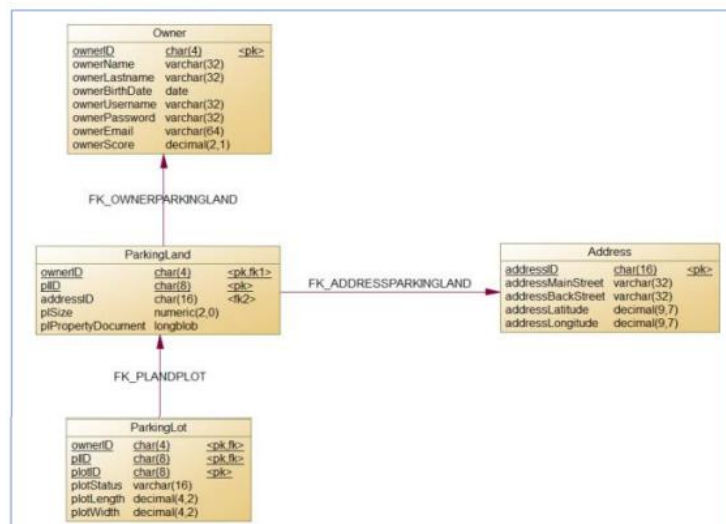 Owner
ownerID char(4) <pk>
ownerName varchar(32)
ownerLastname varchar(32)
ownerBirthDate date
ownerUsername varchar(32)
ownerPassword varchar(32)
ownerEmail varchar(64)
ownerScore decimal(2,1)
FK_OWNERPARKINGLAND
ParkingLand
ownerID char(4) <pk,fk1>
plID char(8) <pk>
addressID char(16) <fk2>
plSize numeric(2,0)
plPropertyDocument longblob
FK_ADDRESSPARKINGLAND
Address
addressID char(16) <pk>
addressMainStreet varchar(32)
addressBackStreet varchar(32)
addressLatitude decimal(9,7)
addressLongitude decimal(9,7)
FK_PLANDPLOT
ParkingLot
ownerID char(4) <pk,fk>
plID char(8) <pk,fk>
plotID char(8) <pk>
plotStatus varchar(16)
plotLength decimal(4,2)
plotWidth decimal(4,2)